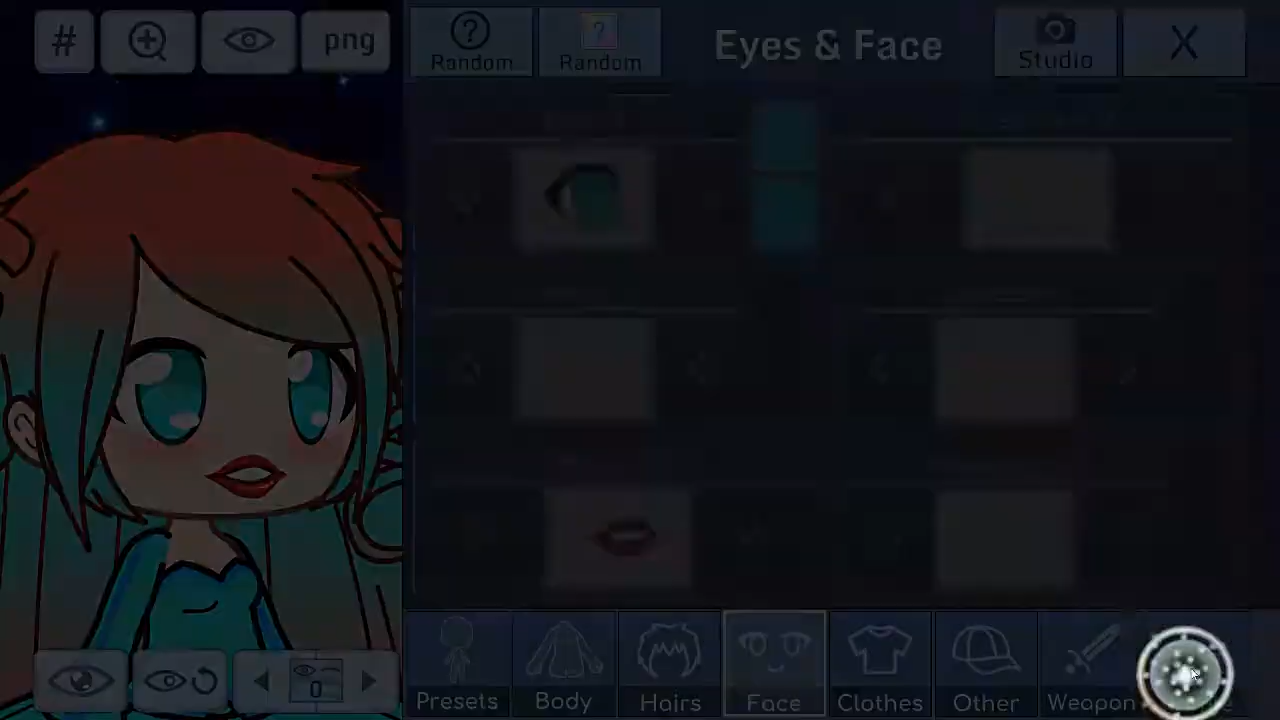 #
png
Random
Random
Eyes & Face
Studio
X
0
Presets
Body
Hairs
Face
Clothes
Other
Weapon